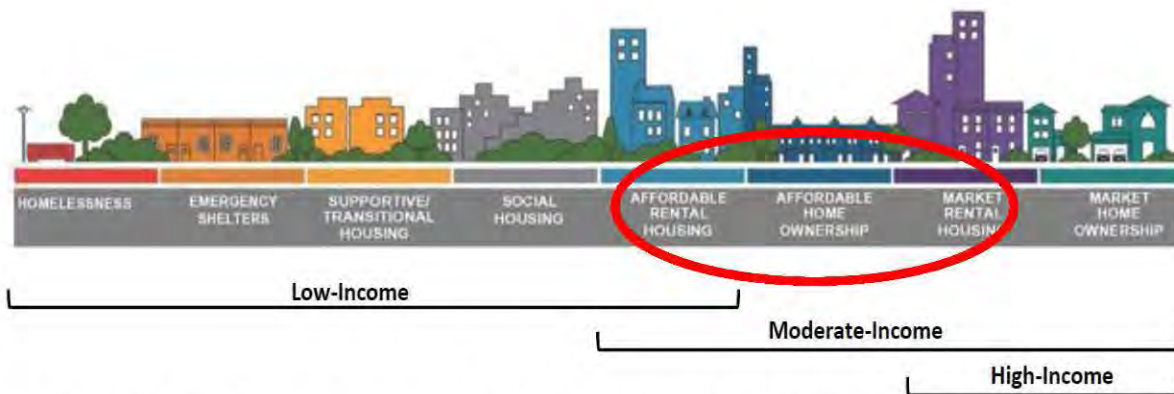 HOMELESSNESS
EMERGENCY
SHELTERS
SUPPORTIVE/
TRANSITIONAL
HOUSING
SOCIAL
HOUSING
AFFORDABLE
RENTAL
HOUSING
AFFORDABLE
HOME
OWNERSHIP
MARKET
RENTAL
HOUSING
MARKET
HOME
OWNERSHIP
Low-Income
Moderate-Income
High-Income